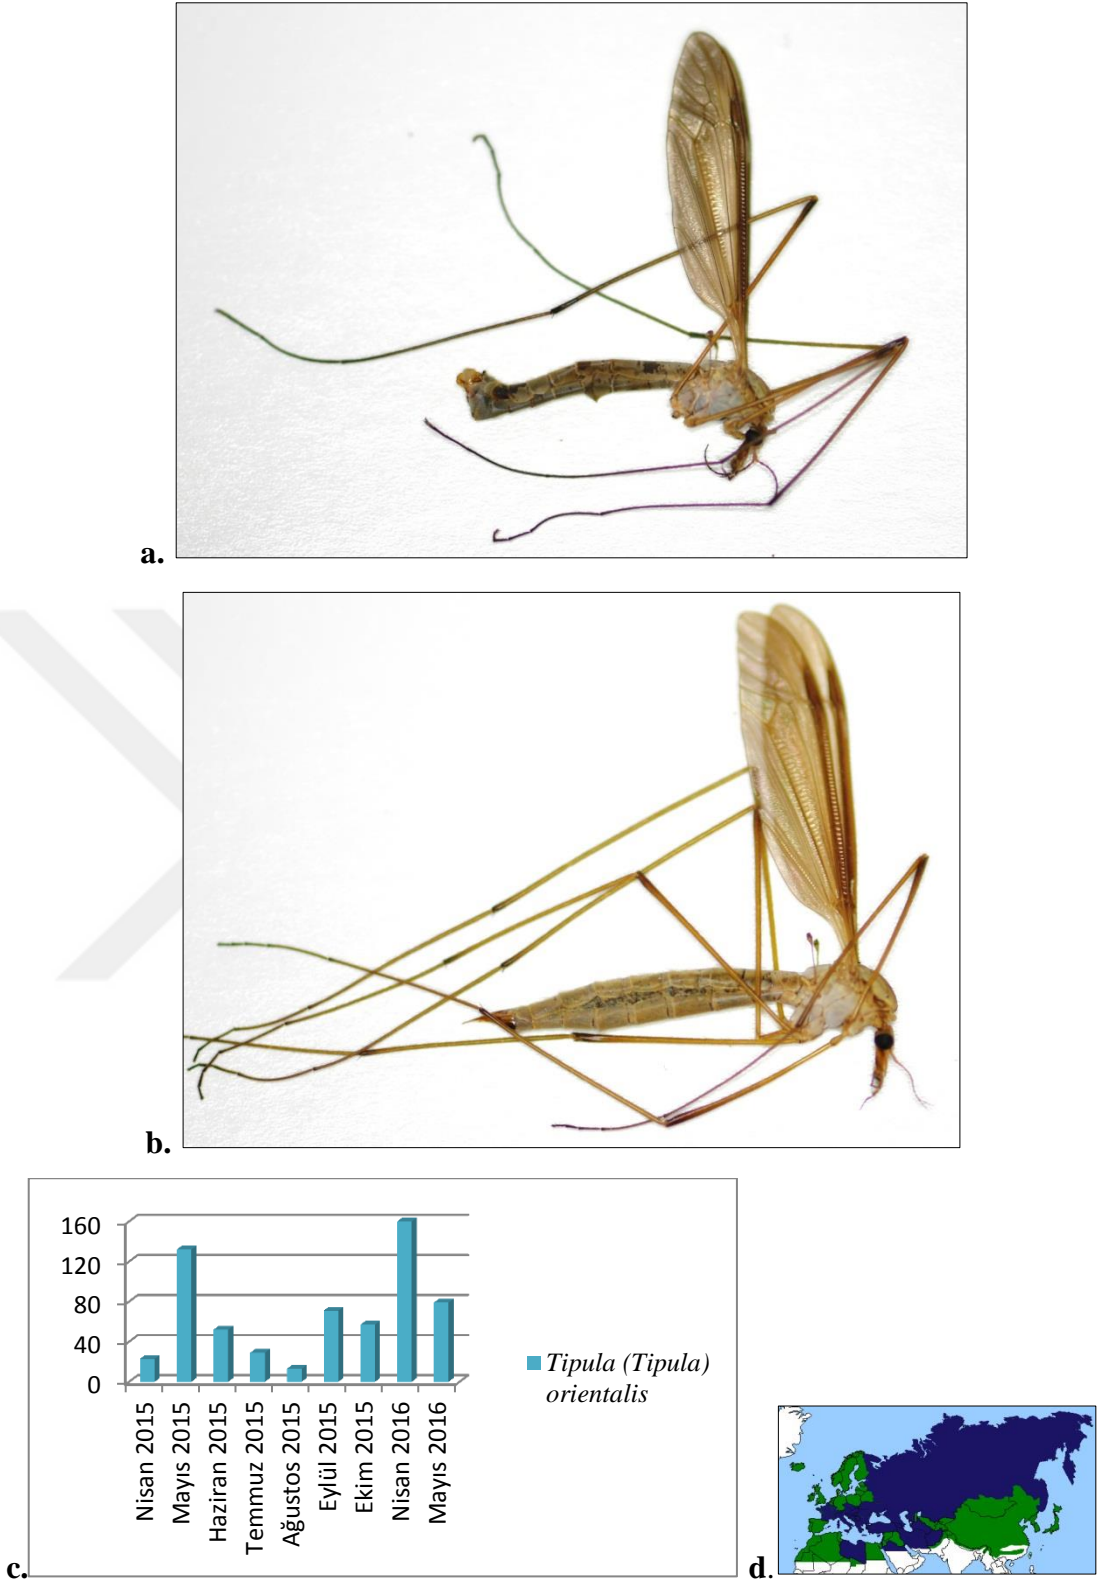 a.
b.
160
120
80
40
0
Nisan 2015
Mayıs 2015
Haziran 2015
Temmuz 2015
Ağustos 2015
Eylül 2015
Ekim 2015
Nisan 2016
Mayıs 2016
Tipula (Tipula)
orientalis
c.
d.